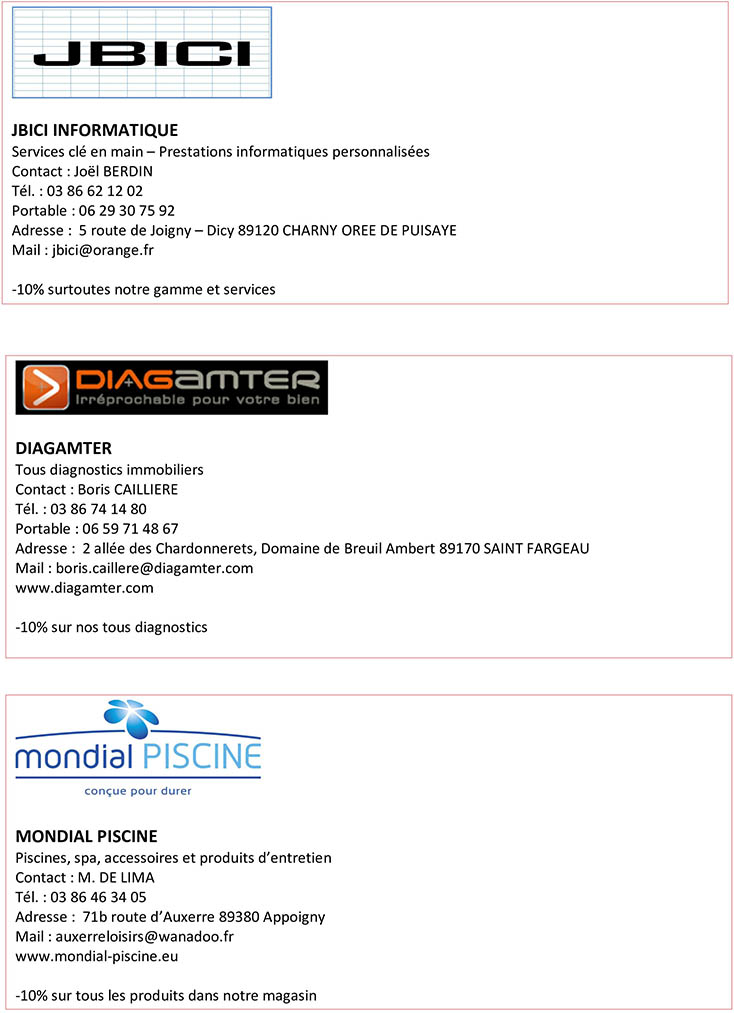 JBICI
JBICI INFORMATIQUE
Services clé en main – Prestations informatiques personnalisées
Contact : Joël BERDIN
Tél. : 03 86 62 12 02
Portable : 06 29 30 75 92
Adresse : 5 route de Joigny – Dicy 89120 CHARNY OREE DE PUISAYE
Mail : jbici@orange.fr
-10% surtoutes notre gamme et services
DIAGAMTER
Irréprochable pour votre bien
DIAGAMTER
Tous diagnostics immobiliers
Contact : Boris CAILLIERE
Tél. : 03 86 74 14 80
Portable : 06 59 71 48 67
Adresse : 2 allée des Chardonnerets, Domaine de Breuil Ambert 89170 SAINT FARGEAU
Mail : boris.caillere@diagamter.com
www.diagamter.com
-10% sur nos tous diagnostics
mondial PISCINE
conçue pour durer
MONDIAL PISCINE
Piscines, spa, accessoires et produits d’entretien
Contact : M. DE LIMA
Tél. : 03 86 46 34 05
Adresse : 71b route d’Auxerre 89380 Appoigny
Mail : auxerreloisirs@wanadoo.fr
www.mondial-piscine.eu
-10% sur tous les produits dans notre magasin